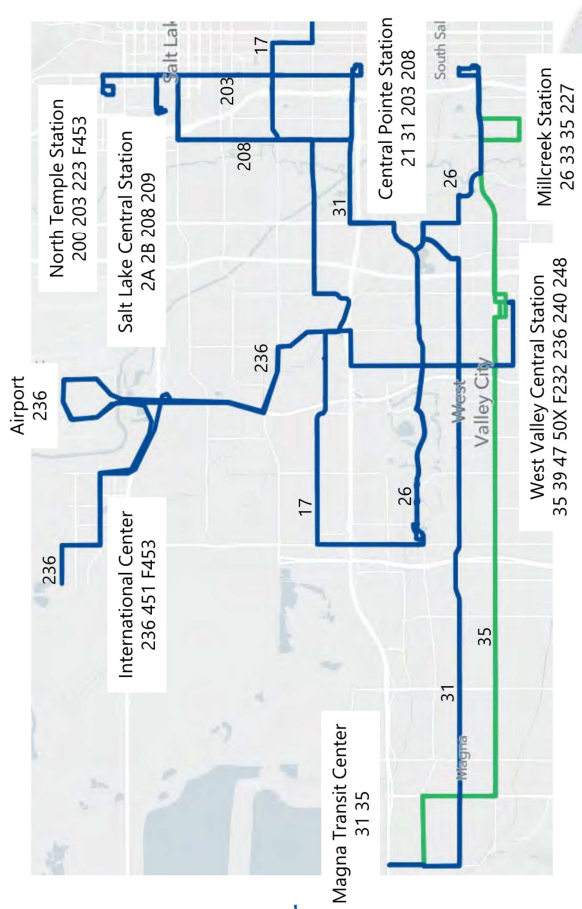 Airport
236
North Temple Station
200 203 223 F453
Salt Lake Central Station
2A 2B 208 209
International Center
236 451 F453
Central Pointe Station
21 31 203 208
Millcreek Station
26 33 35 227
West Valley Central Station
35 39 47 50X F232 236 240 248
Magna Transit Center
31 35
Salt Lak
South Sal
West
Valley City
Magna
236
236
17
17
203
208
31
31
26
26
35